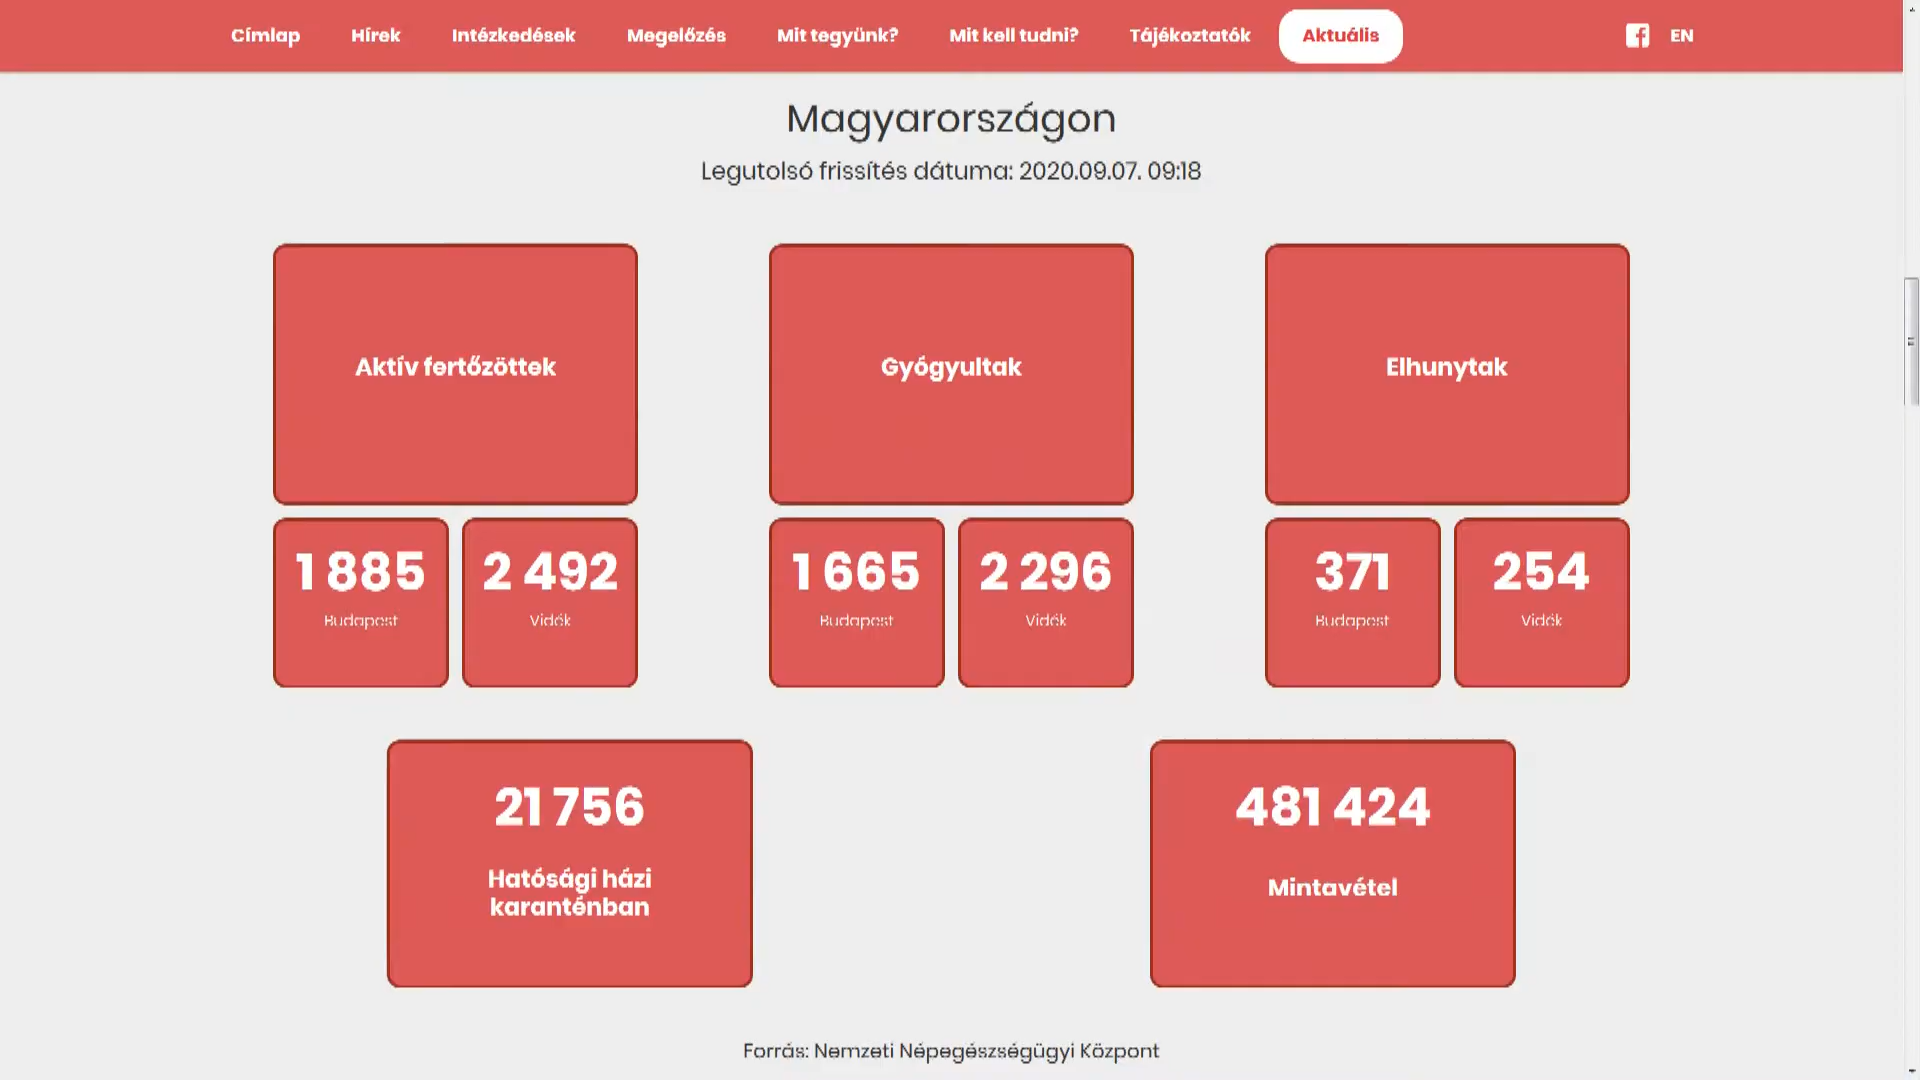 Címlap Hírek Intézkedések Megelőzés Mit tegyünk? Mit kell tudni? Tájékoztatók Aktuális EN
Magyarországon
Legutolsó frissítés dátuma: 2020.09.07. 09:18
Aktív fertőzöttek
Gyógyultak
Elhunytak
1 885
Budapest
2 492
Vidék
1 665
Budapest
2 296
Vidék
371
Budapest
254
Vidék
21 756
Hatósági házi
karanténban
481 424
Mintavétel
Forrás: Nemzeti Népegészségügyi Központ